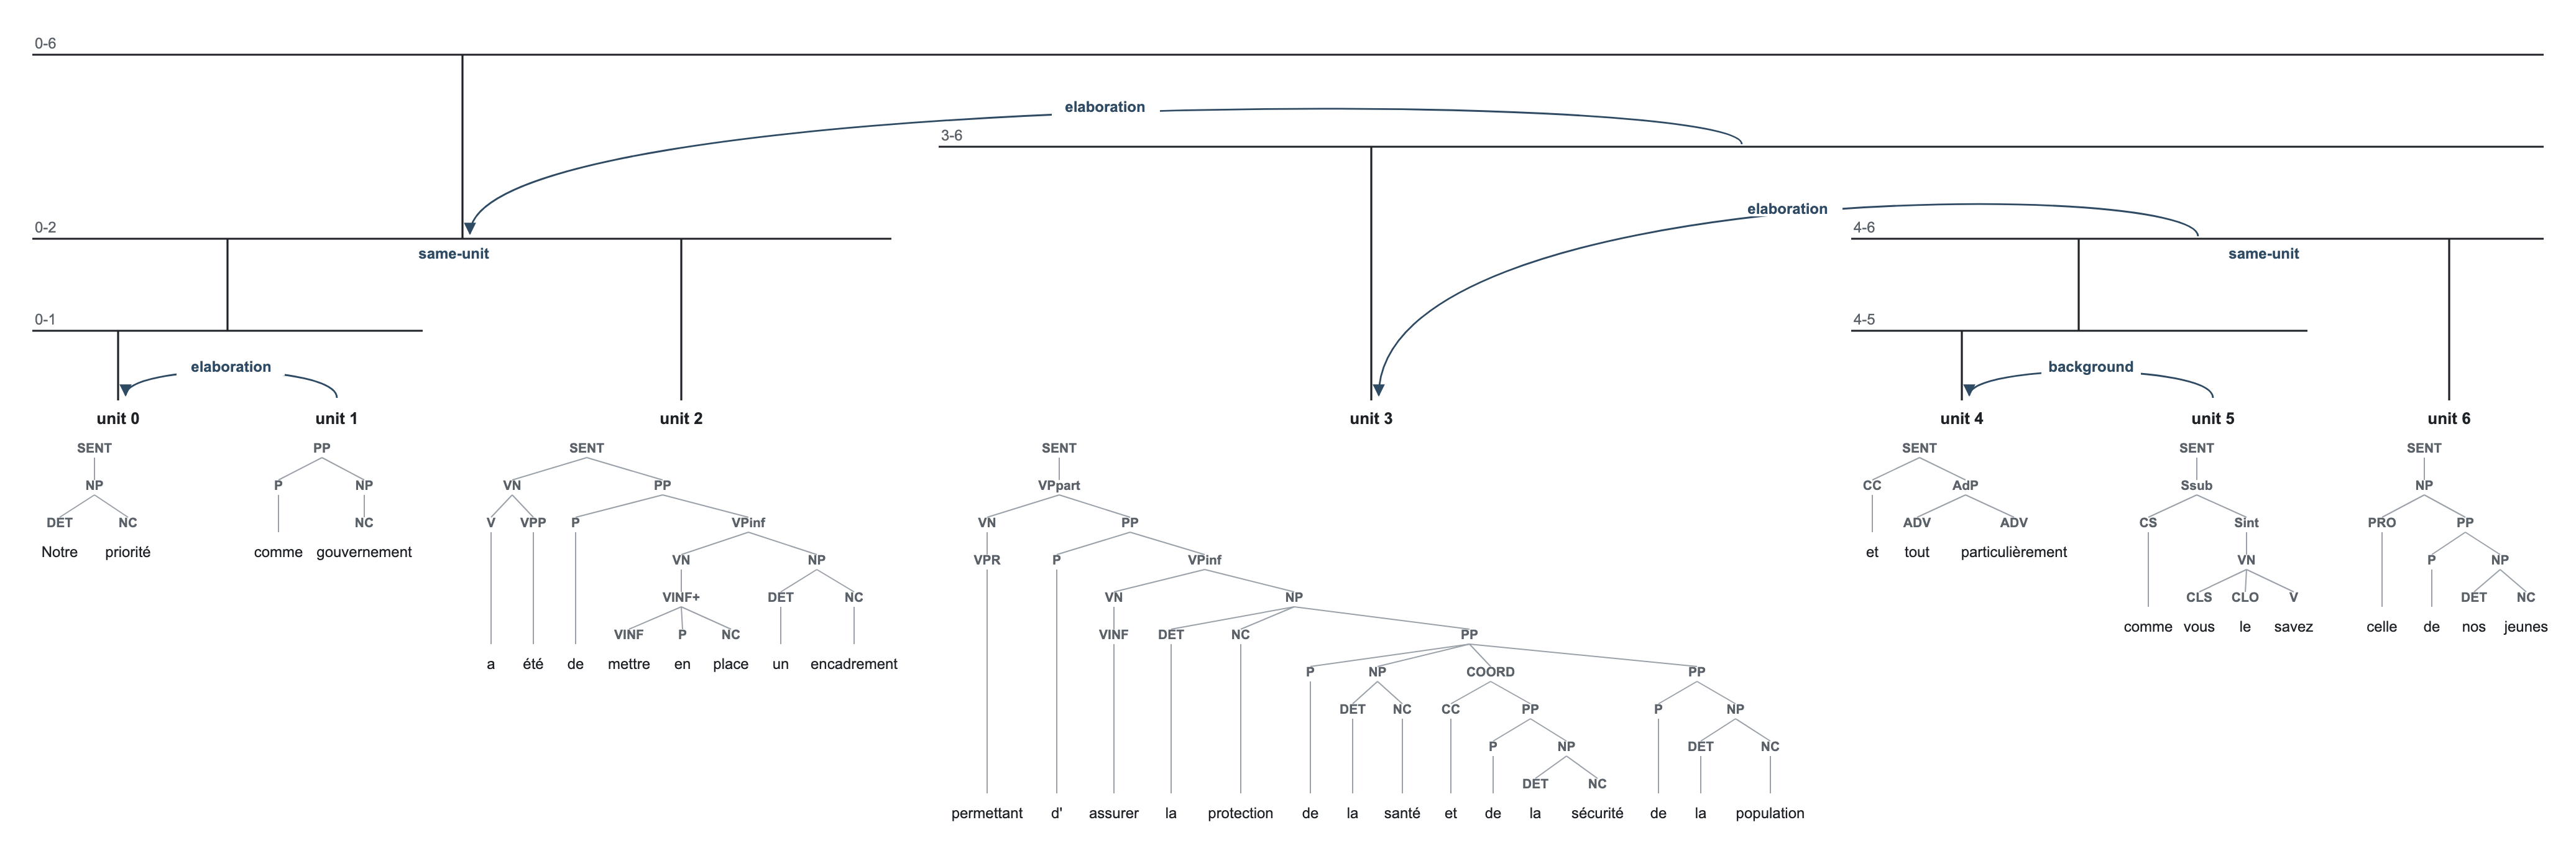 0-6
elaboration
3-6
elaboration
0-2
4-6
same-unit
same-unit
0-1
4-5
elaboration
background
unit 0 unit 1 unit 2 unit 3 unit 4 unit 5 unit 6
SENT PP SENT SENT SENT SENT SENT
NP P NP VN PP VPpart CC AdP Ssub NP
DET NC NC V VPP P VPinf VN PP ADV ADV CS Sint PRO PP
Notre priorité comme gouvernement et tout particulièrement
VN NP VPR P VPinf VN P NP
VINF+ DET NC VN NP CLS CLO V DET NC
comme vous le savez celle de nos jeunes
VINF P NC VINF DET NC PP
a été de mettre en place un encadrement
P NP COORD PP
DET NC CC PP P NP
P NP DET NC
DET NC
permettant d' assurer la protection de la santé et de la sécurité de la population